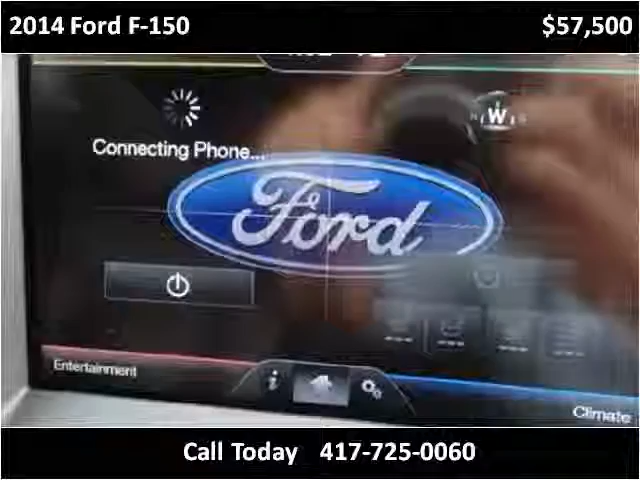 2014 Ford F-150
$57,500
W
Connecting Phone...
Ford
Entertainment
i
Climate
Call Today 417-725-0060